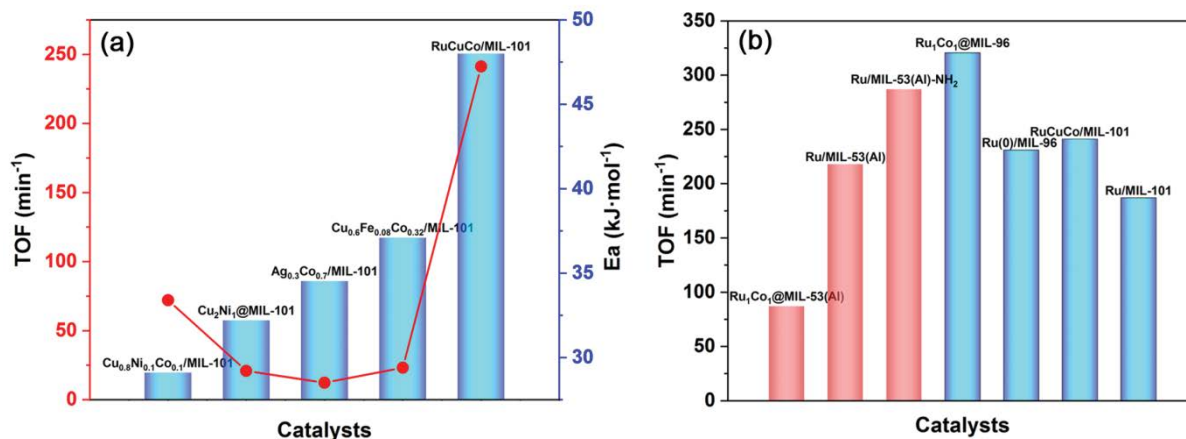 (a)
250
200
150
100
50
0
TOF (min⁻¹)
50
45
40
35
30
Ea (kJ·mol⁻¹)
RuCuCo/MIL-101
Cu₀.₆Fe₀.₀₈Co₀.₃₂/MIL-101
Ag₀.₃Co₀.₇/MIL-101
Cu₂Ni₁@MIL-101
Cu₀.₈Ni₀.₁Co₀.₁/MIL-101
Catalysts
(b)
350
300
250
200
150
100
50
0
TOF (min⁻¹)
Ru₁Co₁@MIL-96
Ru/MIL-53(Al)-NH₂
RuCuCo/MIL-101
Ru(0)/MIL-96
Ru/MIL-53(Al)
Ru/MIL-101
Ru₁Co₁@MIL-53(Al)
Catalysts